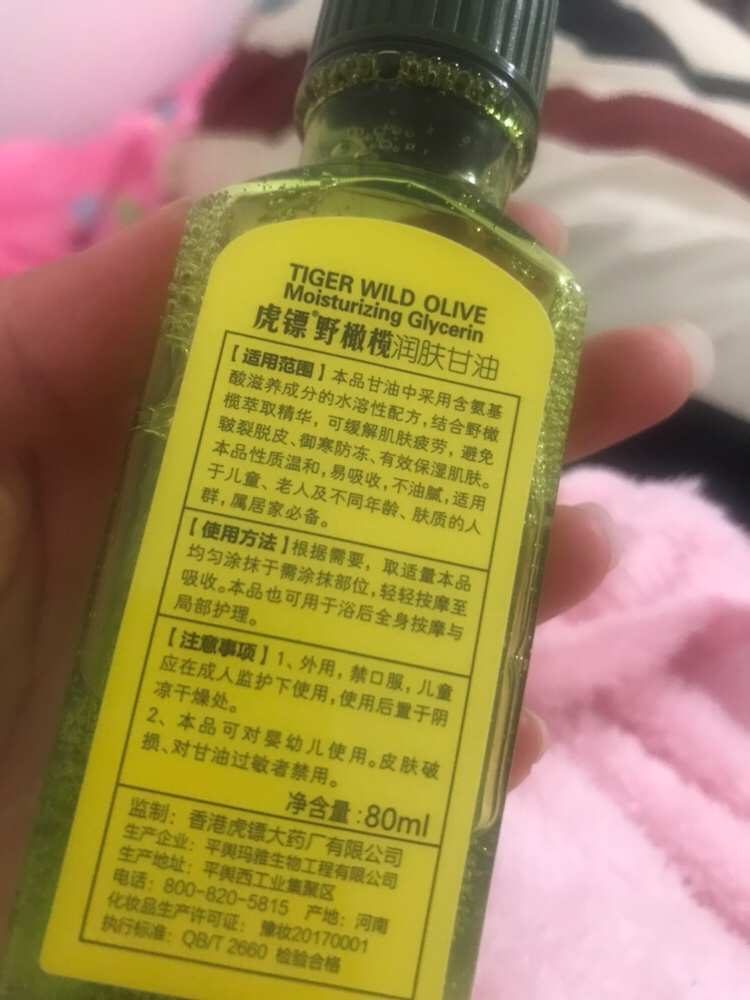 TIGER WILD OLIVE
Moisturizing Glycerin
虎镖®野橄榄润肤甘油
【适用范围】本品甘油中采用含氨基
酸滋养成分的水溶性配方,结合野橄
榄萃取精华，可缓解肌肤疲劳，避免
皲裂脱皮、御寒防冻、有效保湿肌肤。
本品性质温和,易吸收,不油腻,适用
于儿童、老人及不同年龄、肤质的人
群,属居家必备。
【使用方法】根据需要，取适量本品
均匀涂抹于需涂抹部位,轻轻按摩至
吸收。本品也可用于浴后全身按摩与
局部护理。
【注意事项】1、外用，禁口服，儿童
应在成人监护下使用,使用后置于阴
凉干燥处。
2、本品可对婴幼儿使用。皮肤破
损、对甘油过敏者禁用。
净含量:80ml
监制：香港虎镖大药厂有限公司
生产企业：平舆玛雅生物工程有限公司
生产地址：平舆西工业集聚区
电话：800-820-5815 产地：河南
化妆品生产许可证：豫妆20170001
执行标准：QB/T 2660 检验合格